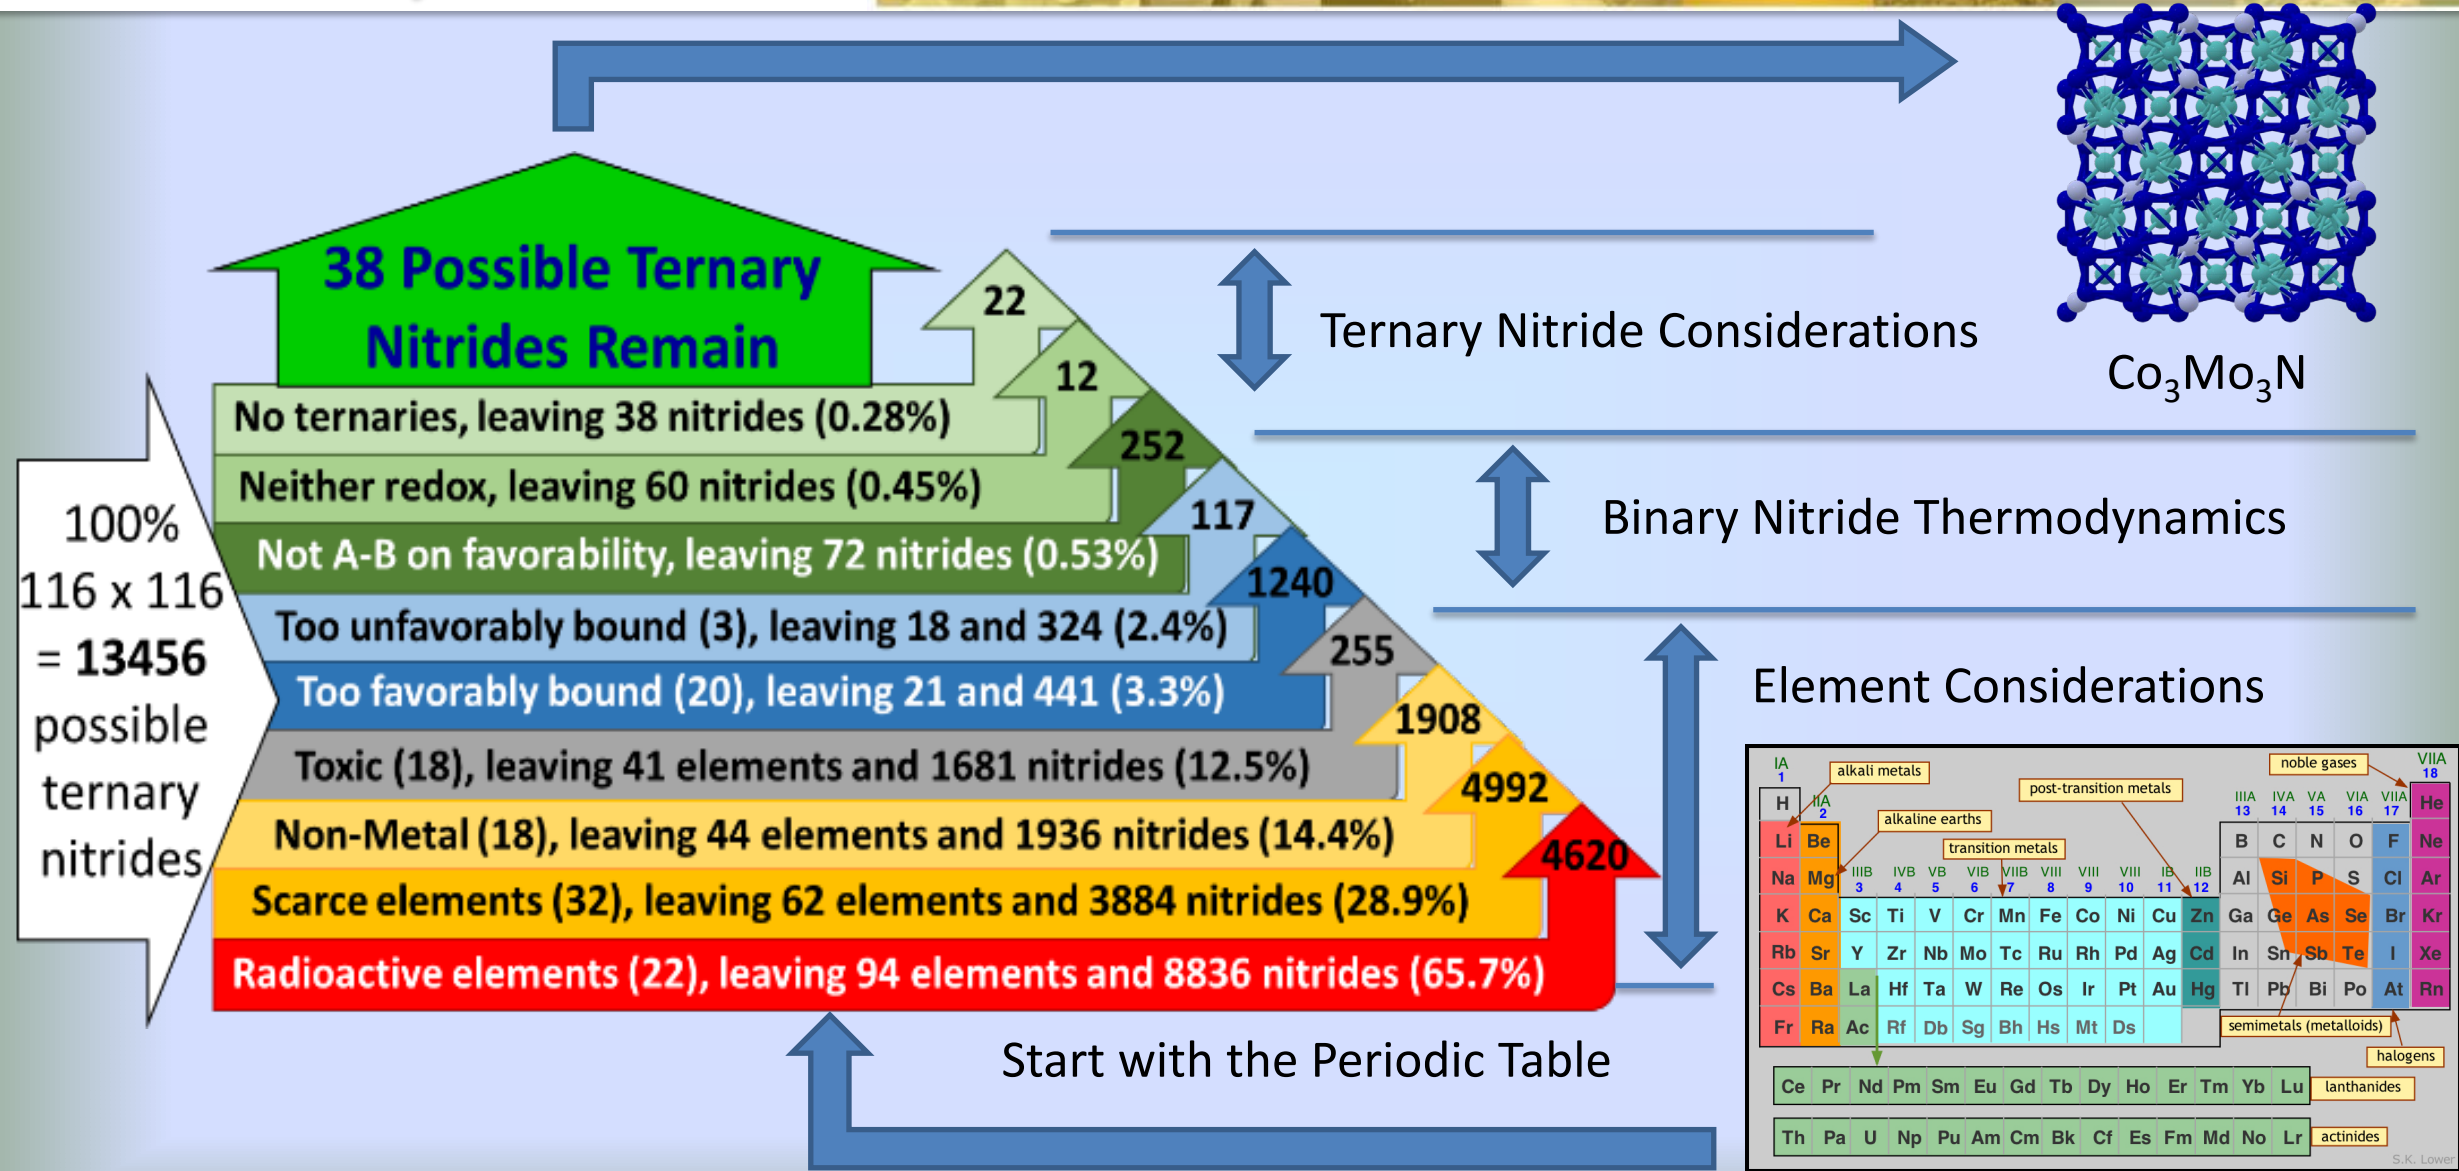 38 Possible Ternary
Nitrides Remain
22
12
252
117
1240
255
1908
4992
4620
No ternaries, leaving 38 nitrides (0.28%)
Neither redox, leaving 60 nitrides (0.45%)
Not A-B on favorability, leaving 72 nitrides (0.53%)
Too unfavorably bound (3), leaving 18 and 324 (2.4%)
Too favorably bound (20), leaving 21 and 441 (3.3%)
Toxic (18), leaving 41 elements and 1681 nitrides (12.5%)
Non-Metal (18), leaving 44 elements and 1936 nitrides (14.4%)
Scarce elements (32), leaving 62 elements and 3884 nitrides (28.9%)
Radioactive elements (22), leaving 94 elements and 8836 nitrides (65.7%)
100%
116 x 116
= 13456
possible
ternary
nitrides
Co3Mo3N
Ternary Nitride Considerations
Binary Nitride Thermodynamics
Element Considerations
Start with the Periodic Table
IA
1
alkali metals
noble gases
VIIA
18
IIA
2
post-transition metals
IIIA IVA VA VIA VIIA
13 14 15 16 17
alkaline earths
transition metals
IIIB IVB VB VIB VIIB VIII VIII VIII IB IIB
3 4 5 6 7 8 9 10 11 12
H He
Li Be B C N O F Ne
Na Mg Al Si P S Cl Ar
K Ca Sc Ti V Cr Mn Fe Co Ni Cu Zn Ga Ge As Se Br Kr
Rb Sr Y Zr Nb Mo Tc Ru Rh Pd Ag Cd In Sn Sb Te I Xe
Cs Ba La Hf Ta W Re Os Ir Pt Au Hg Tl Pb Bi Po At Rn
Fr Ra Ac Rf Db Sg Bh Hs Mt Ds
semimetals (metalloids)
halogens
Ce Pr Nd Pm Sm Eu Gd Tb Dy Ho Er Tm Yb Lu
lanthanides
Th Pa U Np Pu Am Cm Bk Cf Es Fm Md No Lr
actinides
S.K. Lower